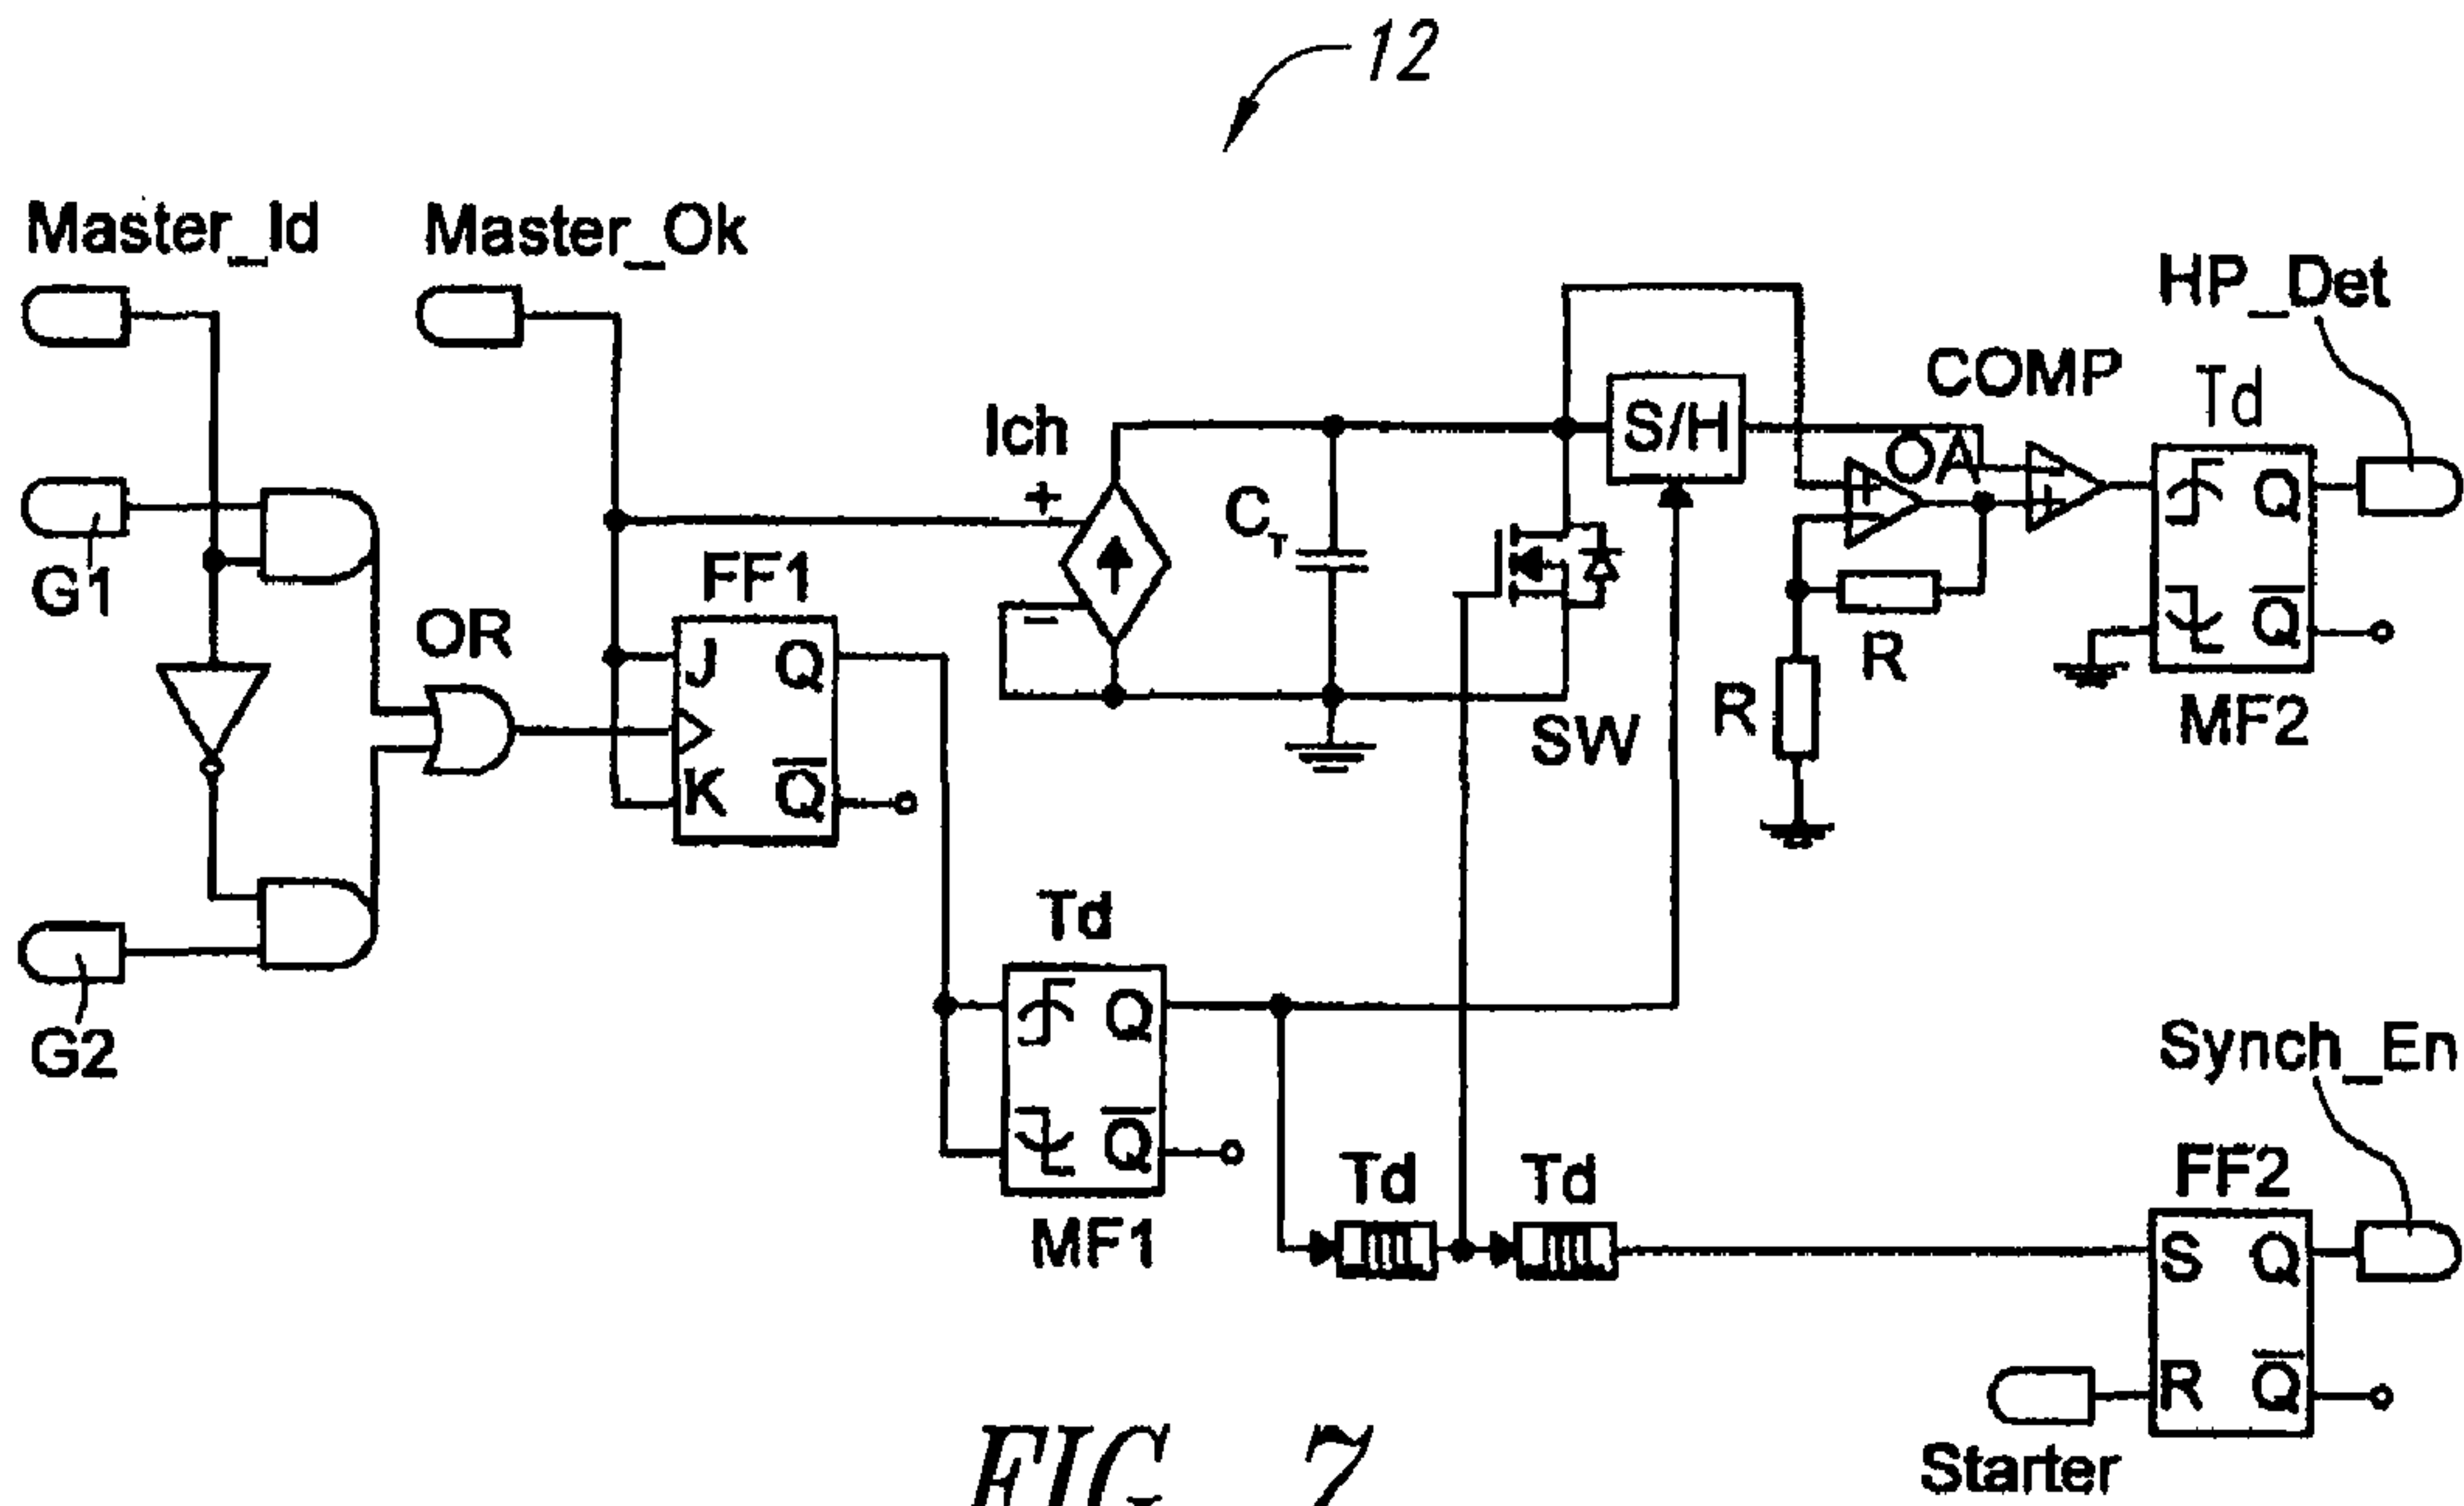 12
Master_Id
Master_Ok
HP_Det
G1
Ich
+
−
C_T
S/H
COMP
OA
+
−
−
+
Td
Q
Q̅
MF2
FF1
J
Q
K
Q̅
OR
R
R
SW
G2
Td
Q
Q̅
MF1
Td
Td
Synch_En
FF2
S
Q
R
Q̅
Starter
FIG. 7